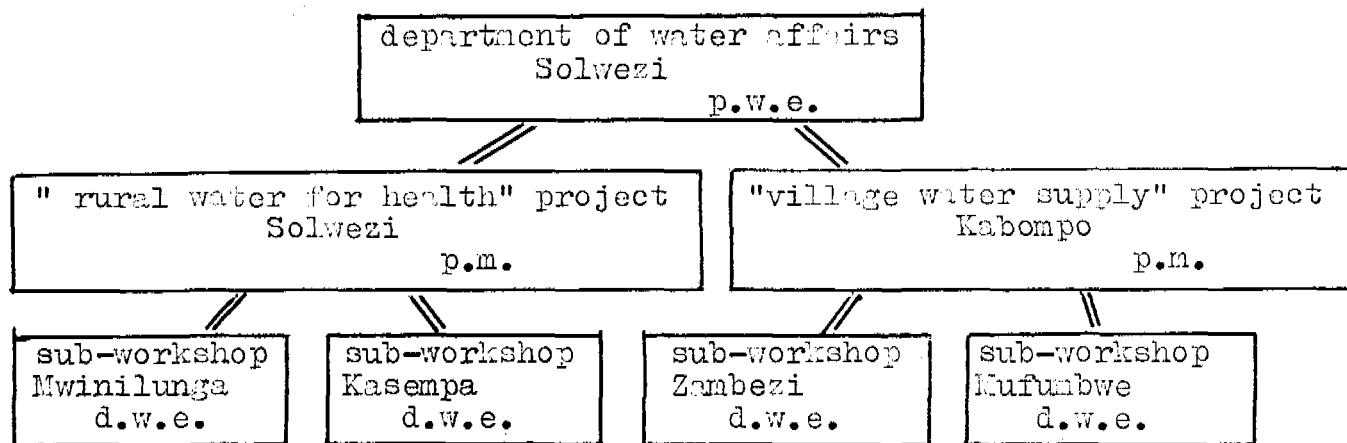 department of water affairs
Solwezi
p.w.e.
" rural water for health" project
Solwezi
p.m.
"village water supply" project
Kabompo
p.m.
sub-workshop
Mwinilunga
d.w.e.
sub-workshop
Kasempa
d.w.e.
sub-workshop
Zambezi
d.w.e.
sub-workshop
Mufumbwe
d.w.e.